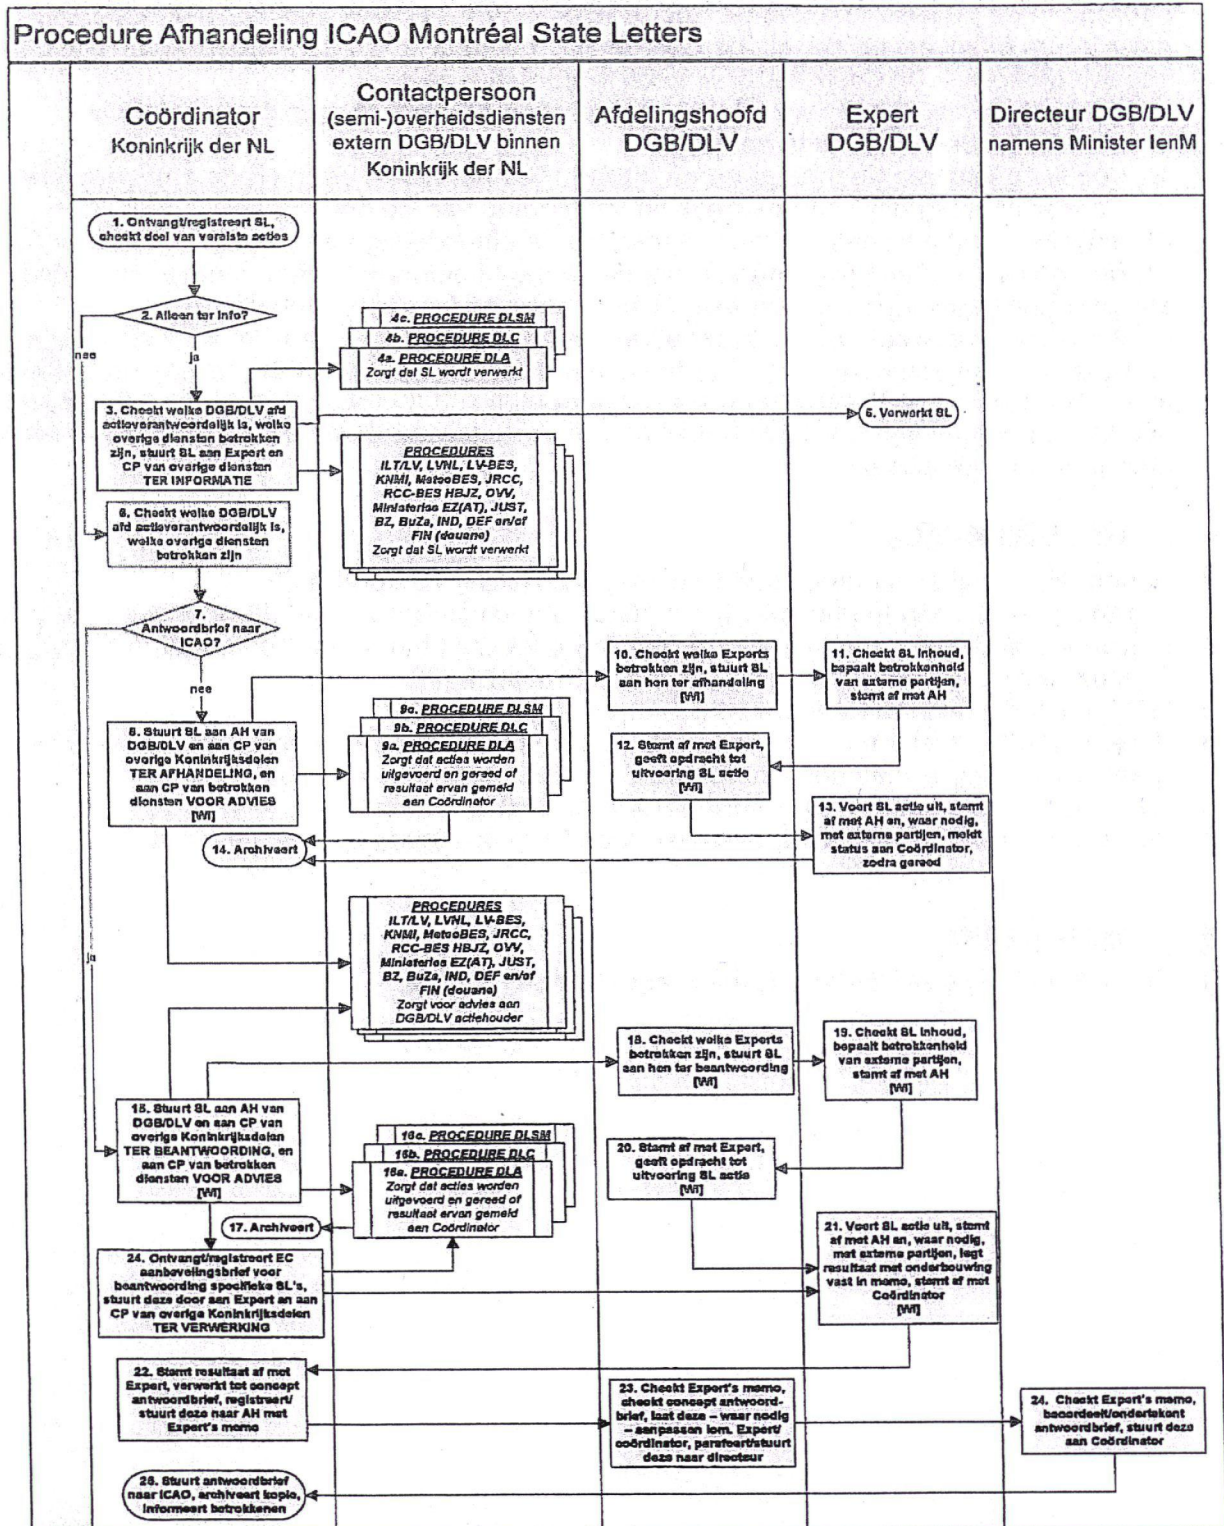 Procedure Afhandeling ICAO Montréal State Letters
Coördinator
Koninkrijk der NL
Contactpersoon
(semi-)overheidsdiensten
extern DGB/DLV binnen
Koninkrijk der NL
Afdelingshoofd
DGB/DLV
Expert
DGB/DLV
Directeur DGB/DLV
namens Minister IenM
1. Ontvangt/registreert SL,
checkt doel van vereiste acties
2. Alleen ter info?
nee
ja
4c. PROCEDURE DLSM
4b. PROCEDURE DLC
4a. PROCEDURE DLA
Zorgt dat SL wordt verwerkt
3. Checkt welke DGB/DLV afd
actieverantwoordelijk is, welke
overige diensten betrokken
zijn, stuurt SL aan Expert en
CP van overige diensten
TER INFORMATIE
5. Verwerkt SL
PROCEDURES
ILT/LV, LVNL, LV-BES,
KNMI, MeteoBES, JRCC,
RCC-BES HBJZ, OVV,
Ministeries EZ(AT), JUST,
BZ, BuZa, IND, DEF en/of
FIN (douane)
Zorgt dat SL wordt verwerkt
6. Checkt welke DGB/DLV
afd actieverantwoordelijk is,
welke overige diensten
betrokken zijn
7.
Antwoordbrief naar
ICAO?
nee
ja
10. Checkt welke Experts
betrokken zijn, stuurt SL
aan hen ter afhandeling
[WI]
11. Checkt SL inhoud,
bepaalt betrokkenheid
van externe partijen,
stemt af met AH
8. Stuurt SL aan AH van
DGB/DLV en aan CP van
overige Koninkrijksdelen
TER AFHANDELING, en
aan CP van betrokken
diensten VOOR ADVIES
[WI]
9c. PROCEDURE DLSM
9b. PROCEDURE DLC
9a. PROCEDURE DLA
Zorgt dat acties worden
uitgevoerd en gereed of
resultaat ervan gemeld
aan Coördinator
12. Stemt af met Expert,
geeft opdracht tot
uitvoering SL actie
[WI]
13. Voert SL actie uit, stemt
af met AH en, waar nodig,
met externe partijen, meldt
status aan Coördinator,
zodra gereed
14. Archiveert
PROCEDURES
ILT/LV, LVNL, LV-BES,
KNMI, MeteoBES, JRCC,
RCC-BES HBJZ, OVV,
Ministeries EZ(AT), JUST,
BZ, BuZa, IND, DEF en/of
FIN (douane)
Zorgt voor advies aan
DGB/DLV actiehouder
18. Checkt welke Experts
betrokken zijn, stuurt SL
aan hen ter beantwoording
[WI]
19. Checkt SL inhoud,
bepaalt betrokkenheid
van externe partijen,
stemt af met AH
[WI]
15. Stuurt SL aan AH van
DGB/DLV en aan CP van
overige Koninkrijksdelen
TER BEANTWOORDING, en
aan CP van betrokken
diensten VOOR ADVIES
[WI]
16c. PROCEDURE DLSM
16b. PROCEDURE DLC
16a. PROCEDURE DLA
Zorgt dat acties worden
uitgevoerd en gereed of
resultaat ervan gemeld
aan Coördinator
20. Stemt af met Expert,
geeft opdracht tot
uitvoering SL actie
[WI]
17. Archiveert
21. Voert SL actie uit, stemt
af met AH en, waar nodig,
met externe partijen, legt
resultaat met onderbouwing
vast in memo, stemt af met
Coördinator
[WI]
24. Ontvangt/registreert EC
aanbevelingsbrief voor
beantwoording specifieke SL's,
stuurt deze door aan Expert en aan
CP van overige Koninkrijksdelen
TER VERWERKING
22. Stemt resultaat af met
Expert, verwerkt tot concept
antwoordbrief, registreert/
stuurt deze naar AH met
Expert's memo
23. Checkt Expert's memo,
checkt concept antwoord-
brief, laat deze – waar nodig
– aanpassen iom. Expert/
coördinator, parafeert/stuurt
deze naar directeur
24. Checkt Expert's memo,
beoordeelt/ondertekent
antwoordbrief, stuurt deze
aan Coördinator
25. Stuurt antwoordbrief
naar ICAO, archiveert kopie,
informeert betrokkenen